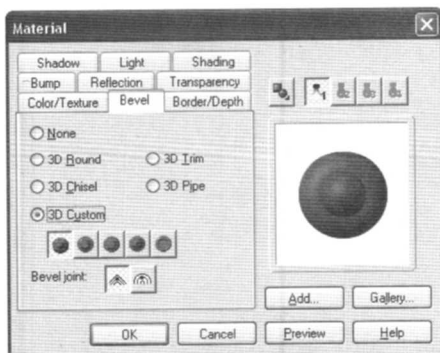 Material
Shadow Light Shading
Bump Reflection Transparency
Color/Texture Bevel Border/Depth
None
3D Round 3D Trim
3D Chisel 3D Pipe
3D Custom
Bevel joint:
Add... Gallery...
OK Cancel Preview Help